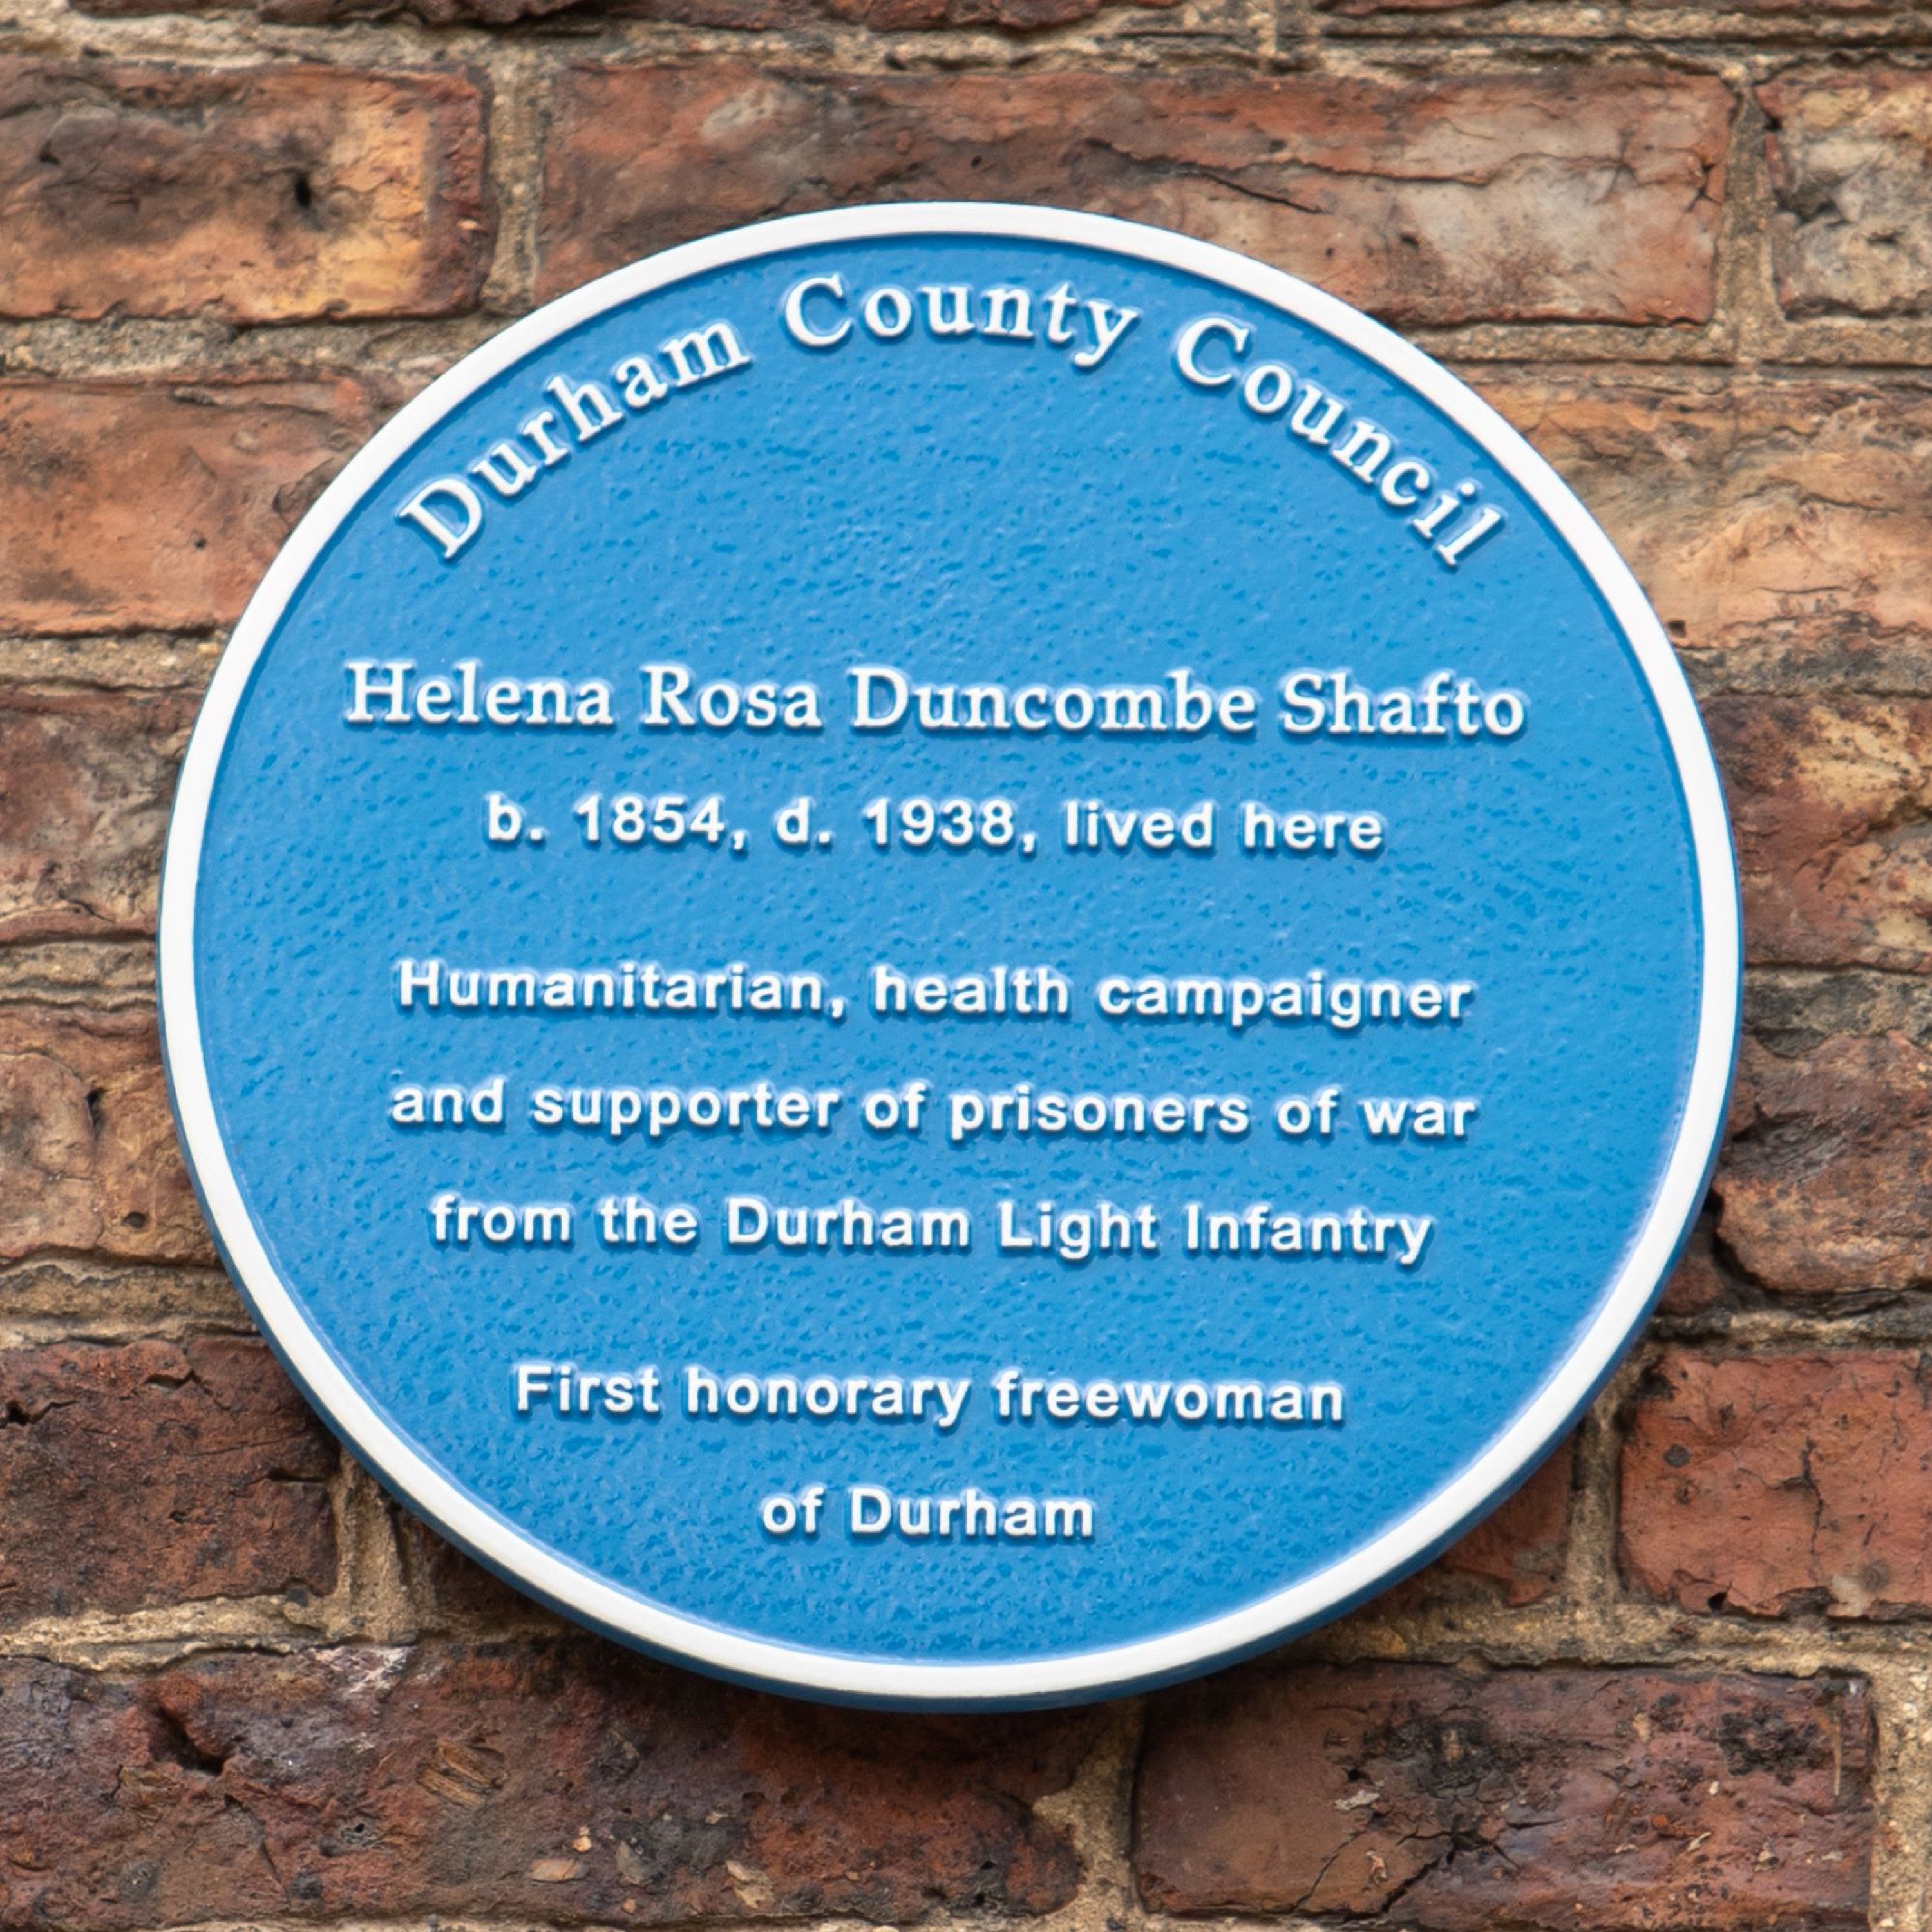 Durham County Council
Helena Rosa Duncombe Shafto
b. 1854, d. 1938, lived here
Humanitarian, health campaigner
and supporter of prisoners of war
from the Durham Light Infantry
First honorary freewoman
of Durham